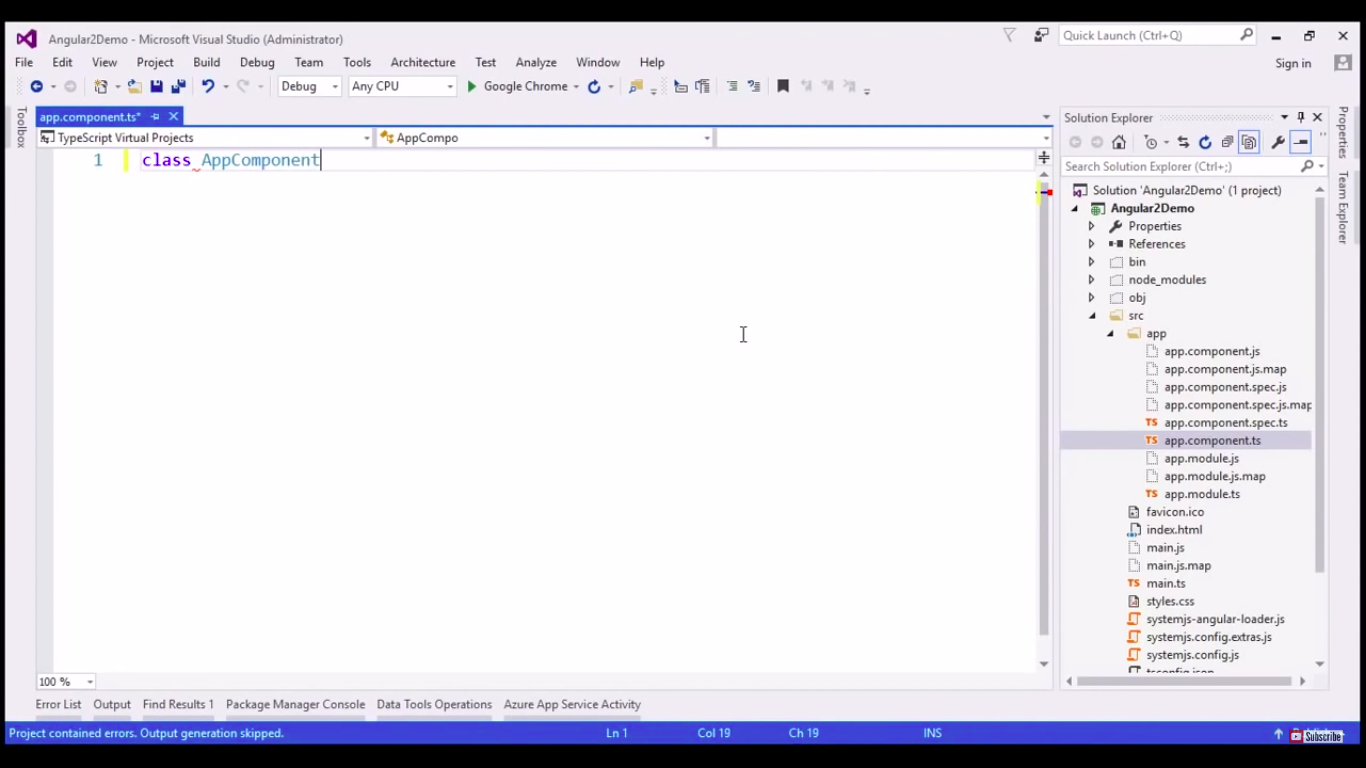 Angular2Demo - Microsoft Visual Studio (Administrator)
Quick Launch (Ctrl+Q)
File Edit View Project Build Debug Team Tools Architecture Test Analyze Window Help
Sign in
Debug Any CPU Google Chrome
Toolbox
app.component.ts*
TypeScript Virtual Projects
AppCompo
1 class AppComponent
100 %
Solution Explorer
Search Solution Explorer (Ctrl+;)
Solution 'Angular2Demo' (1 project)
Angular2Demo
Properties
References
bin
node_modules
obj
src
app
app.component.js
app.component.js.map
app.component.spec.js
app.component.spec.js.map
TS app.component.spec.ts
TS app.component.ts
app.module.js
app.module.js.map
TS app.module.ts
favicon.ico
index.html
main.js
main.js.map
TS main.ts
styles.css
systemjs-angular-loader.js
systemjs.config.extras.js
systemjs.config.js
Properties
Team Explorer
Error List Output Find Results 1 Package Manager Console Data Tools Operations Azure App Service Activity
Project contained errors. Output generation skipped.
Ln 1 Col 19 Ch 19 INS
Subscribe